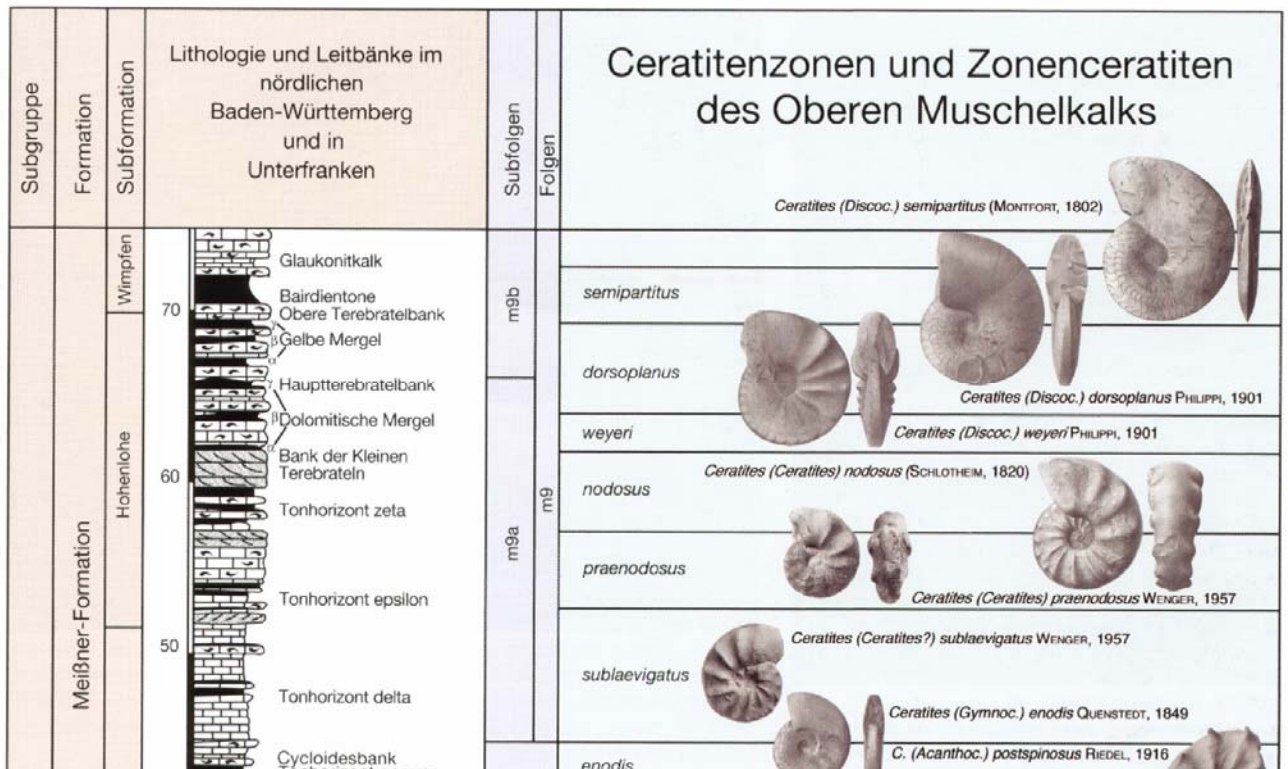 Subgruppe
Formation
Subformation
Lithologie und Leitbänke im
nördlichen
Baden-Württemberg
und in
Unterfranken
Subfolgen
Folgen
Ceratitenzonen und Zonenceratiten
des Oberen Muschelkalks
Meißner-Formation
Wimpfen
Hohenlohe
70
60
50
Glaukonitkalk
Bairdientone
Obere Terebratelbank
γ
β Gelbe Mergel
α
γ Hauptterebratelbank
β Dolomitische Mergel
α
Bank der Kleinen
Terebrateln
Tonhorizont zeta
Tonhorizont epsilon
Tonhorizont delta
Cycloidesbank
m9b
m9a
m9
semipartitus
dorsoplanus
weyeri
nodosus
praenodosus
sublaevigatus
enodis
Ceratites (Discoc.) semipartitus (MONTFORT, 1802)
Ceratites (Discoc.) dorsoplanus PHILIPPI, 1901
Ceratites (Discoc.) weyeri PHILIPPI, 1901
Ceratites (Ceratites) nodosus (SCHLOTHEIM, 1820)
Ceratites (Ceratites) praenodosus WENGER, 1957
Ceratites (Ceratites?) sublaevigatus WENGER, 1957
Ceratites (Gymnoc.) enodis QUENSTEDT, 1849
C. (Acanthoc.) postspinosus RIEDEL, 1916